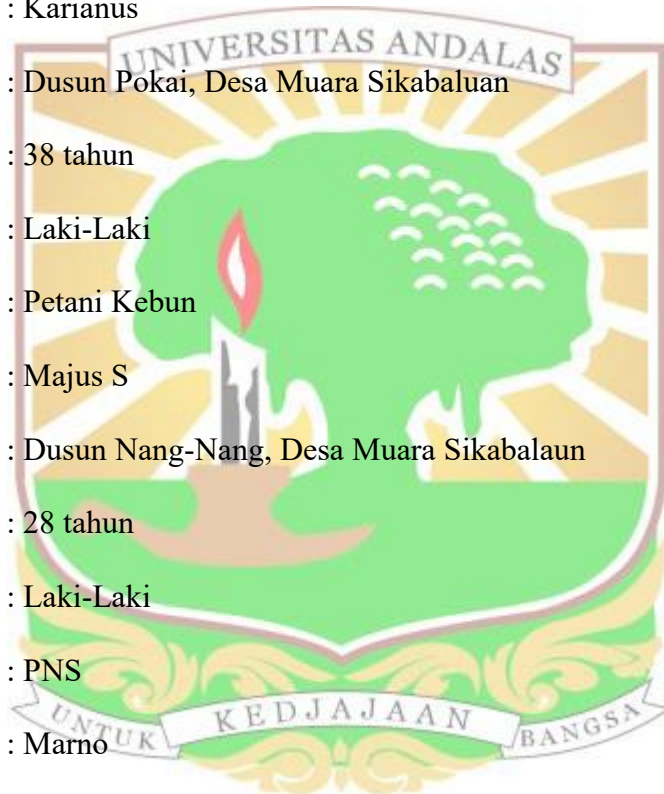 : Karianus
UNIVERSITAS ANDALAS
: Dusun Pokai, Desa Muara Sikabaluan
: 38 tahun
: Laki-Laki
: Petani Kebun
: Majus S
: Dusun Nang-Nang, Desa Muara Sikabalaun
: 28 tahun
: Laki-Laki
: PNS
UNTUK KEDJAJAAN BANGSA
: Marno